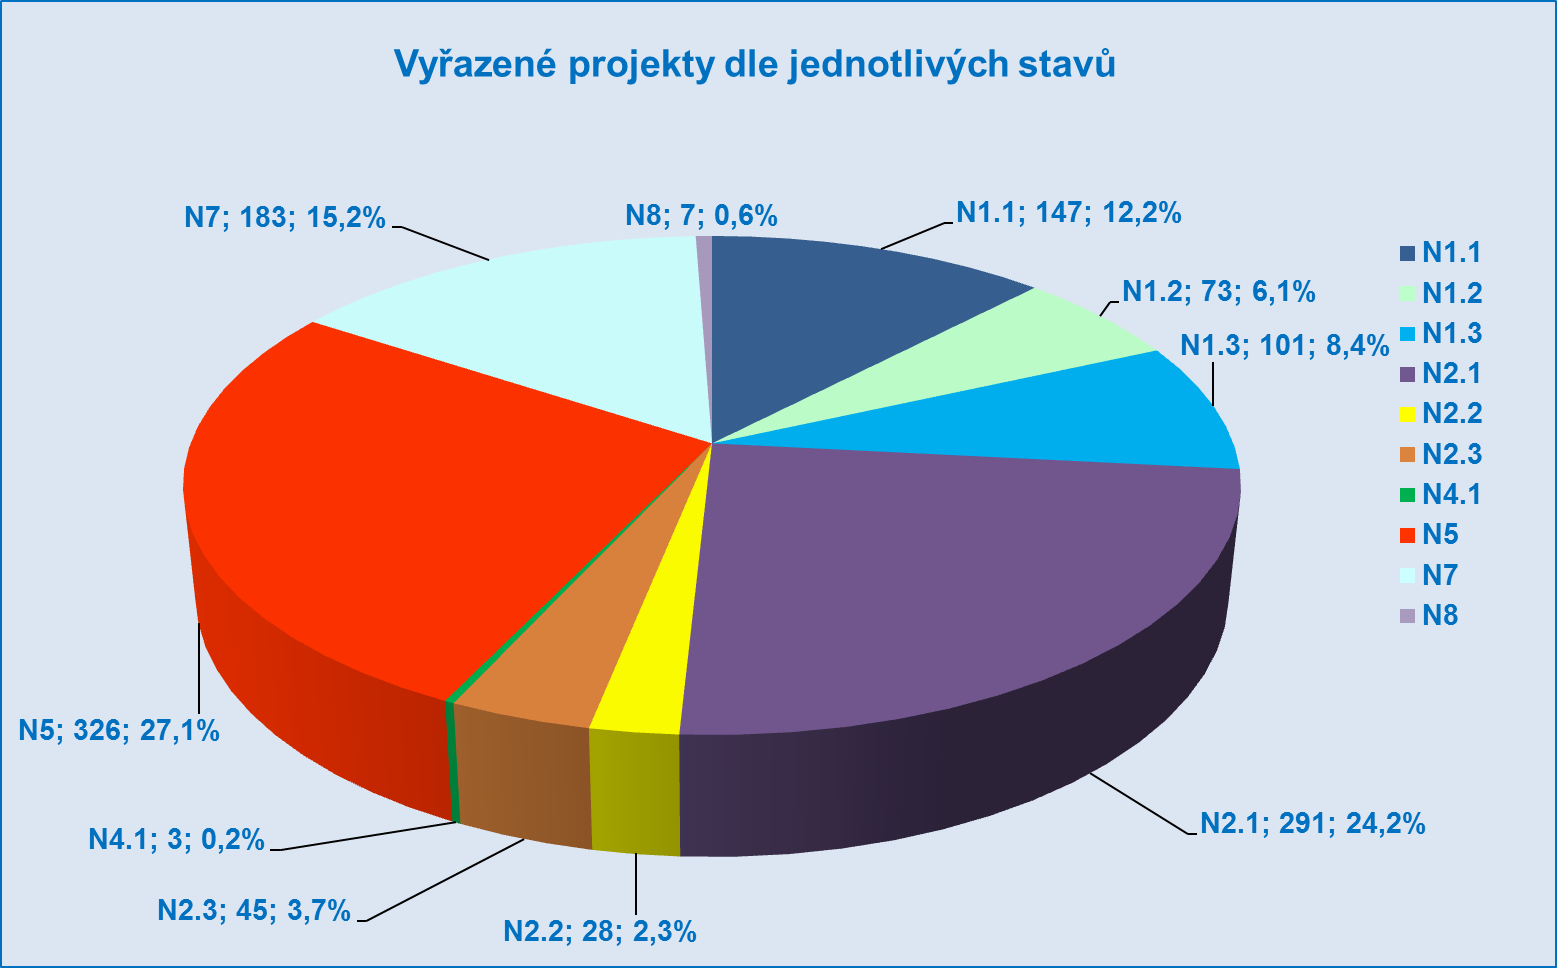 Vyřazené projekty dle jednotlivých stavů
N7; 183; 15,2%
N8; 7; 0,6%
N1.1; 147; 12,2%
N1.2; 73; 6,1%
N1.3; 101; 8,4%
N5; 326; 27,1%
N4.1; 3; 0,2%
N2.3; 45; 3,7%
N2.2; 28; 2,3%
N2.1; 291; 24,2%
N1.1
N1.2
N1.3
N2.1
N2.2
N2.3
N4.1
N5
N7
N8